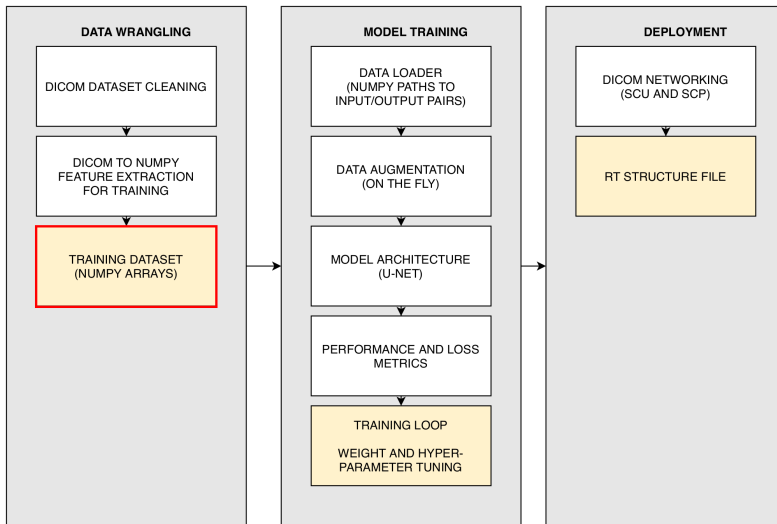 DATA WRANGLING
DICOM DATASET CLEANING
DICOM TO NUMPY
FEATURE EXTRACTION
FOR TRAINING
TRAINING DATASET
(NUMPY ARRAYS)
MODEL TRAINING
DATA LOADER
(NUMPY PATHS TO
INPUT/OUTPUT PAIRS)
DATA AUGMENTATION
(ON THE FLY)
MODEL ARCHITECTURE
(U-NET)
PERFORMANCE AND LOSS
METRICS
TRAINING LOOP
WEIGHT AND HYPER-
PARAMETER TUNING
DEPLOYMENT
DICOM NETWORKING
(SCU AND SCP)
RT STRUCTURE FILE